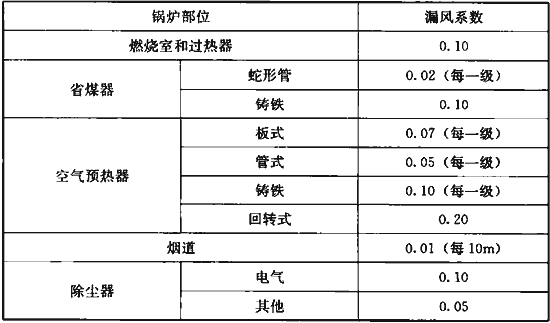 锅炉部位 漏风系数
燃烧室和过热器 0.10
省煤器 蛇形管 0.02（每一级）
铸铁 0.10
空气预热器 板式 0.07（每一级）
管式 0.05（每一级）
铸铁 0.10（每一级）
回转式 0.20
烟道 0.01（每10m）
除尘器 电气 0.10
其他 0.05